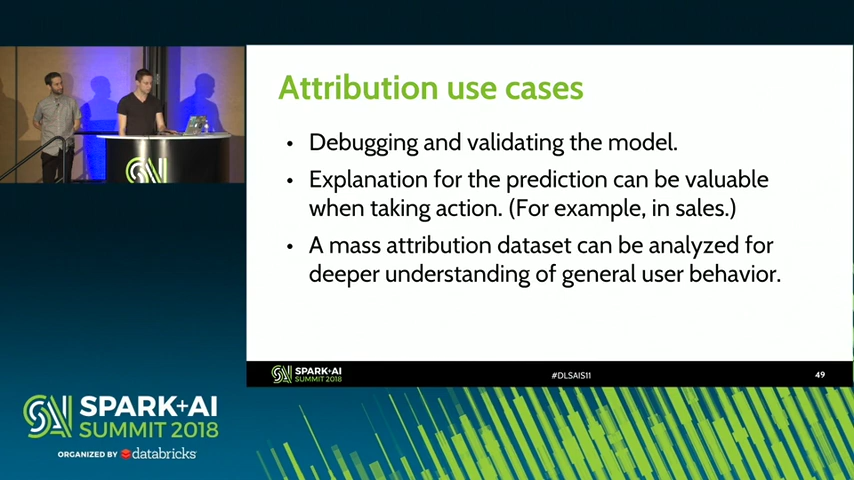 Attribution use cases
• Debugging and validating the model.
• Explanation for the prediction can be valuable
when taking action. (For example, in sales.)
• A mass attribution dataset can be analyzed for
deeper understanding of general user behavior.
SPARK+AI
SUMMIT 2018
#DLSAIS11
49
SPARK+AI
SUMMIT 2018
ORGANIZED BY databricks